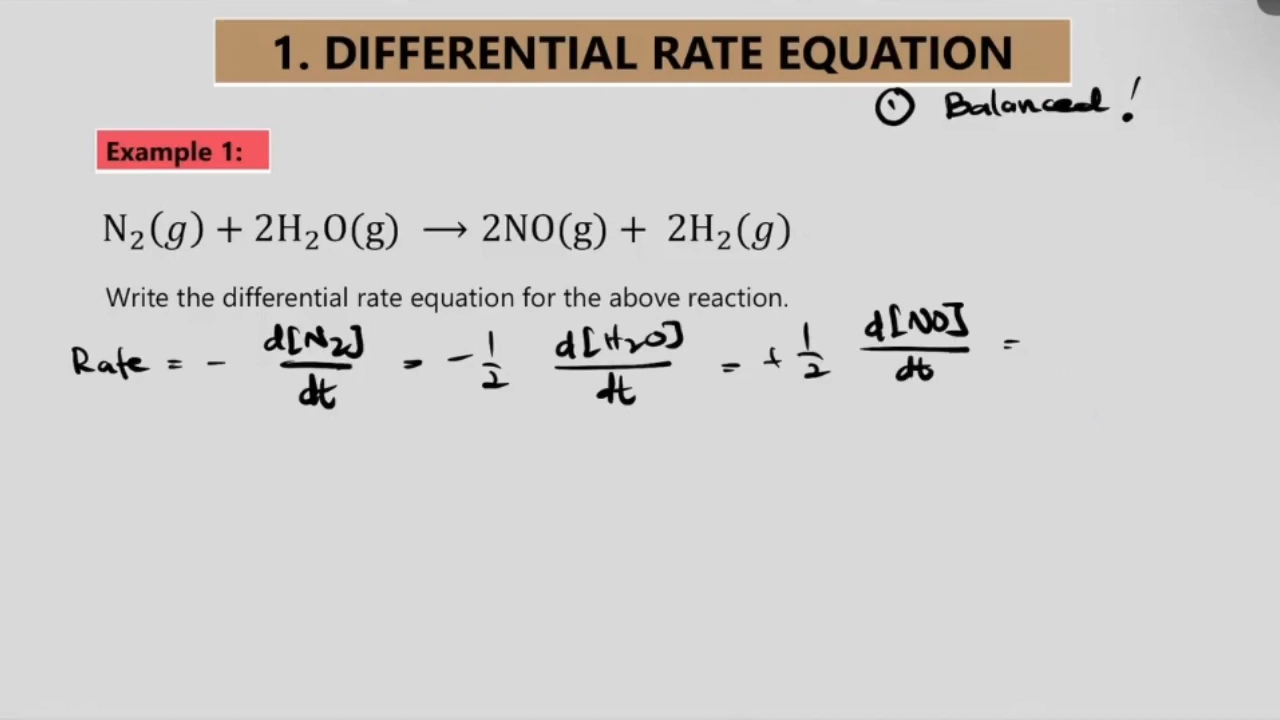 1. DIFFERENTIAL RATE EQUATION
① Balanced!
Example 1:
N₂(g) + 2H₂O(g) ⟶ 2NO(g) + 2H₂(g)
Write the differential rate equation for the above reaction.
Rate = - d[N₂]/dt = - 1/2 d[H₂O]/dt = + 1/2 d[NO]/dt =